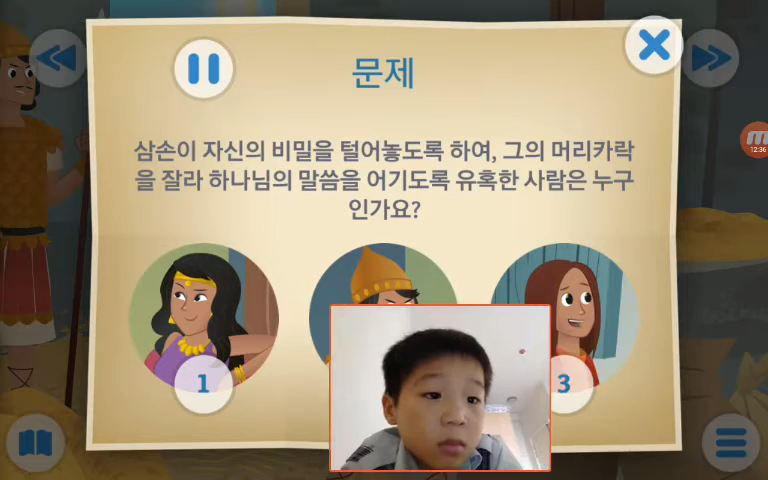 문제
12:36
삼손이 자신의 비밀을 털어놓도록 하여, 그의 머리카락
을 잘라 하나님의 말씀을 어기도록 유혹한 사람은 누구
인가요?
1
3